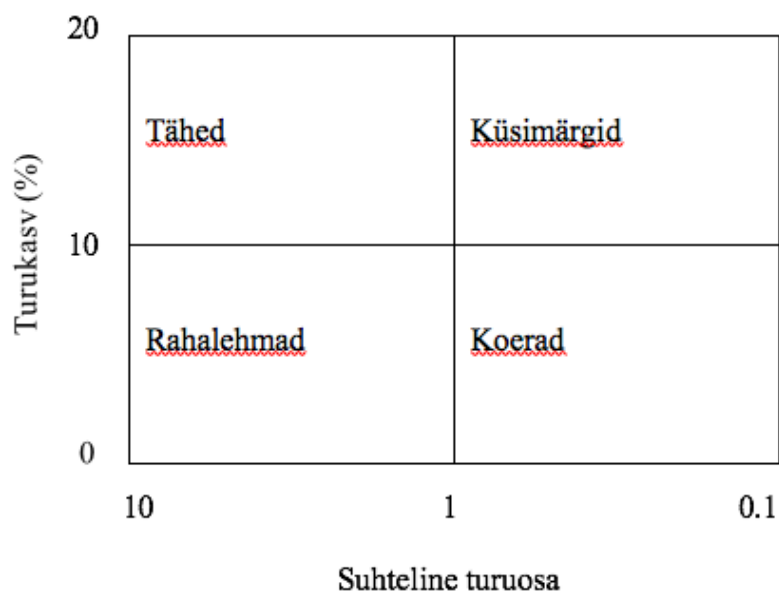 20
Tähed
Küsimärgid
Turukasv (%)
10
Rahalehmad
Koerad
0
10
1
0.1
Suhteline turuosa